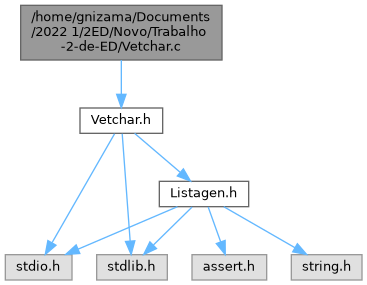 /home/gnizama/Documents
/2022 1/2ED/Novo/Trabalho
-2-de-ED/Vetchar.c
Vetchar.h
Listagen.h
stdio.h
stdlib.h
assert.h
string.h